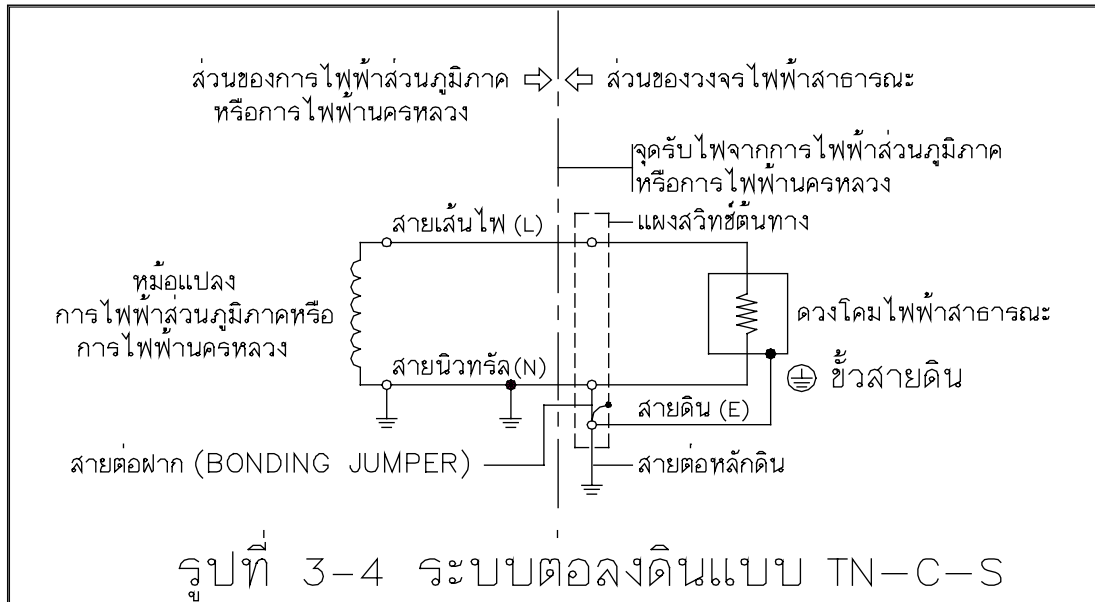 ส่วนของการไฟฟ้าส่วนภูมิภาค
หรือการไฟฟ้านครหลวง
ส่วนของวงจรไฟฟ้าสาธารณะ
จุดรับไฟจากการไฟฟ้าส่วนภูมิภาค
หรือการไฟฟ้านครหลวง
สายเส้นไฟ (L)
แผงสวิทช์ต้นทาง
หม้อแปลง
การไฟฟ้าส่วนภูมิภาคหรือ
การไฟฟ้านครหลวง
ดวงโคมไฟฟ้าสาธารณะ
สายนิวทรัล(N)
ขั้วสายดิน
สายดิน (E)
สายต่อฝาก (BONDING JUMPER)
สายต่อหลักดิน
รูปที่ 3-4 ระบบตอลงดินแบบ TN-C-S